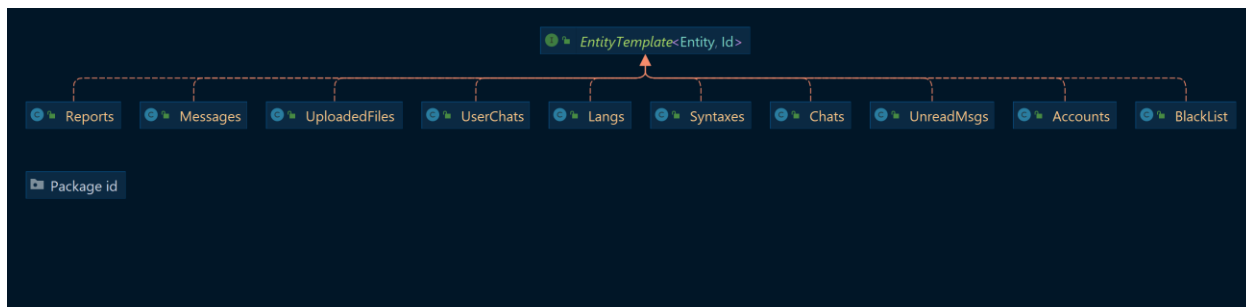 EntityTemplate<Entity, Id>
Reports Messages UploadedFiles UserChats Langs Syntaxes Chats UnreadMsgs Accounts BlackList
Package id